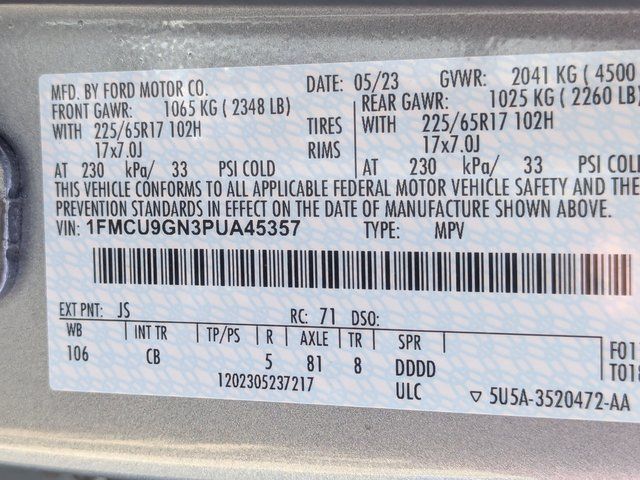 MFD. BY FORD MOTOR CO. DATE: 05/23 GVWR: 2041 KG ( 4500
FRONT GAWR: 1065 KG ( 2348 LB) REAR GAWR: 1025 KG ( 2260 LB)
WITH 225/65R17 102H TIRES WITH 225/65R17 102H
17x7.0J RIMS 17x7.0J
AT 230 kPa/ 33 PSI COLD AT 230 kPa/ 33 PSI COLD
THIS VEHICLE CONFORMS TO ALL APPLICABLE FEDERAL MOTOR VEHICLE SAFETY AND THE
PREVENTION STANDARDS IN EFFECT ON THE DATE OF MANUFACTURE SHOWN ABOVE.
VIN: 1FMCU9GN3PUA45357 TYPE: MPV
EXT PNT: JS RC: 71 DSO:
WB INT TR TP/PS R AXLE TR SPR
106 CB 5 81 8 DDDD
1202305237217 ULC
▽ 5U5A-3520472-AA